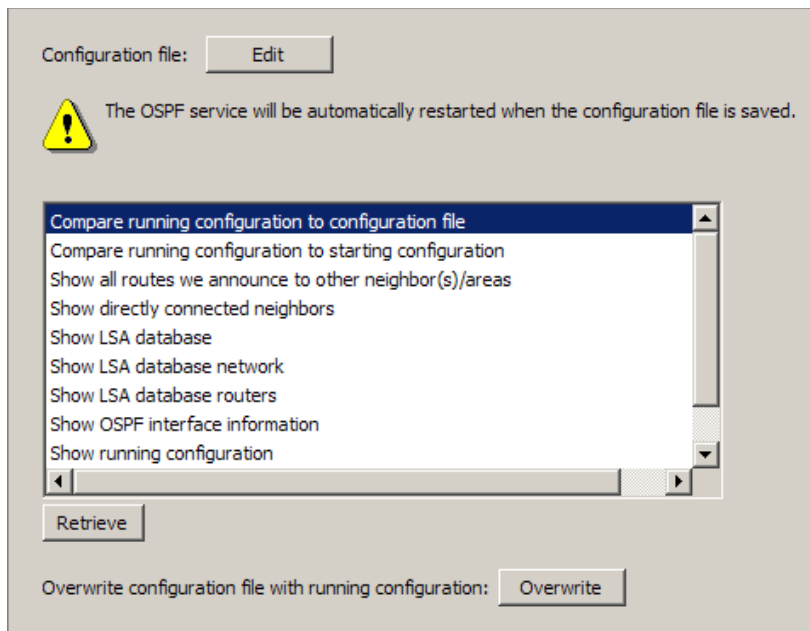 Configuration file: Edit
The OSPF service will be automatically restarted when the configuration file is saved.
Compare running configuration to configuration file
Compare running configuration to starting configuration
Show all routes we announce to other neighbor(s)/areas
Show directly connected neighbors
Show LSA database
Show LSA database network
Show LSA database routers
Show OSPF interface information
Show running configuration
Retrieve
Overwrite configuration file with running configuration: Overwrite